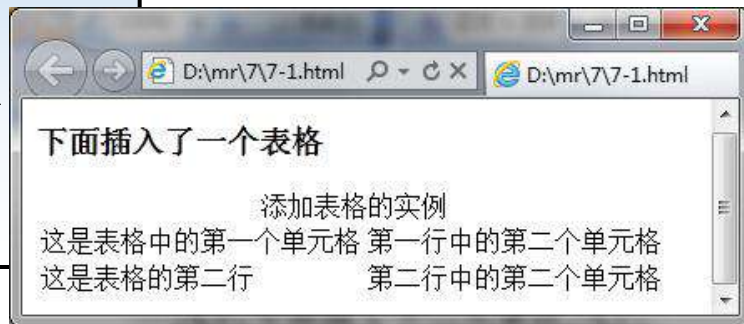 D:\mr\7\7-1.html
D:\mr\7\7-1.html
下面插入了一个表格
添加表格的实例
这是表格中的第一个单元格 第一行中的第二个单元格
这是表格的第二行 第二行中的第二个单元格